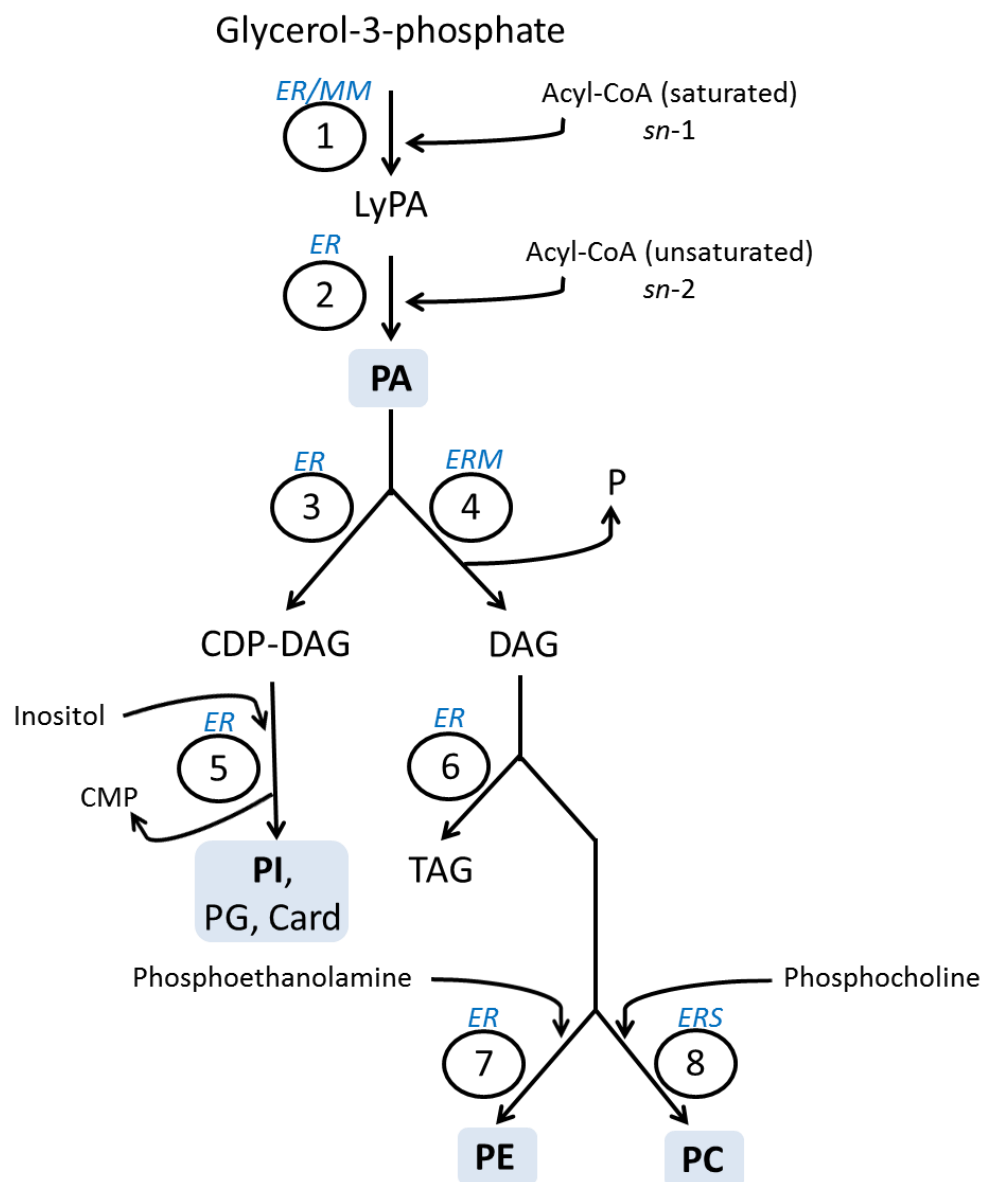 Glycerol-3-phosphate
ER/MM
1
Acyl-CoA (saturated)
sn-1
LyPA
ER
2
Acyl-CoA (unsaturated)
sn-2
PA
ER
3
ERM
4
P
CDP-DAG
DAG
Inositol
ER
5
CMP
ER
6
PI,
PG, Card
TAG
Phosphoethanolamine
Phosphocholine
ER
7
ERS
8
PE
PC